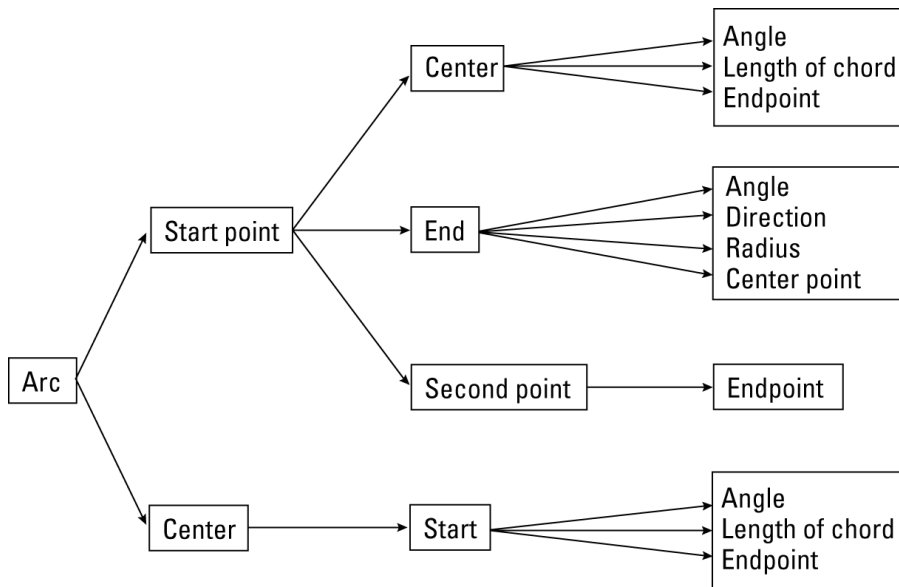 Center
Angle
Length of chord
Endpoint
Start point
End
Angle
Direction
Radius
Center point
Arc
Second point
Endpoint
Center
Start
Angle
Length of chord
Endpoint